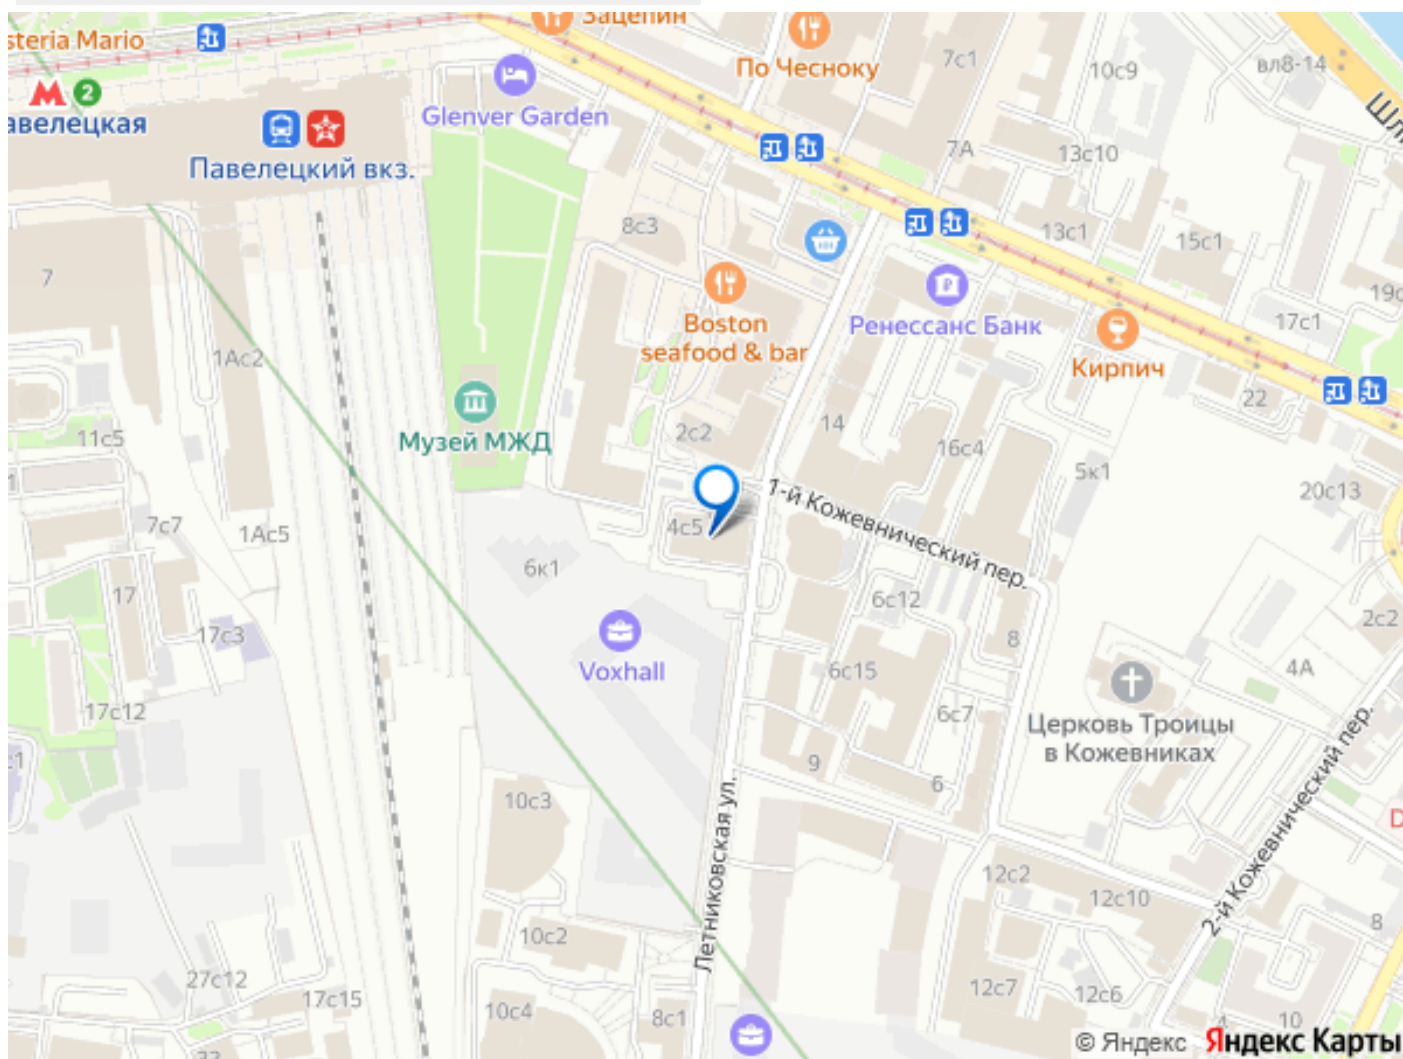 steria Mario
Зацепин
По Чесноку
7с1
10с9
вл8-14
2
авелецкая
Glenver Garden
Павелецкий вкз.
7А
13с10
8с3
13с1
15с1
7
19с
17с1
Ренессанс Банк
Boston
seafood & bar
1Ас2
Кирпич
22
Музей МЖД
11с5
2с2
14
16с4
5к1
20с13
1-й Кожевнический пер.
7с7
1Ас5
4с5
6к1
17
6с12
17с3
8
2с2
Voxhall
6с15
4А
17с12
6с7
Церковь Троицы
в Кожевниках
9
6
10с3
Летниковская ул.
2-й Кожевнический пер.
12с2
12с10
8
10с2
27с12
17с15
12с7
12с6
10с4
8с1
10
© Яндекс
Яндекс Карты